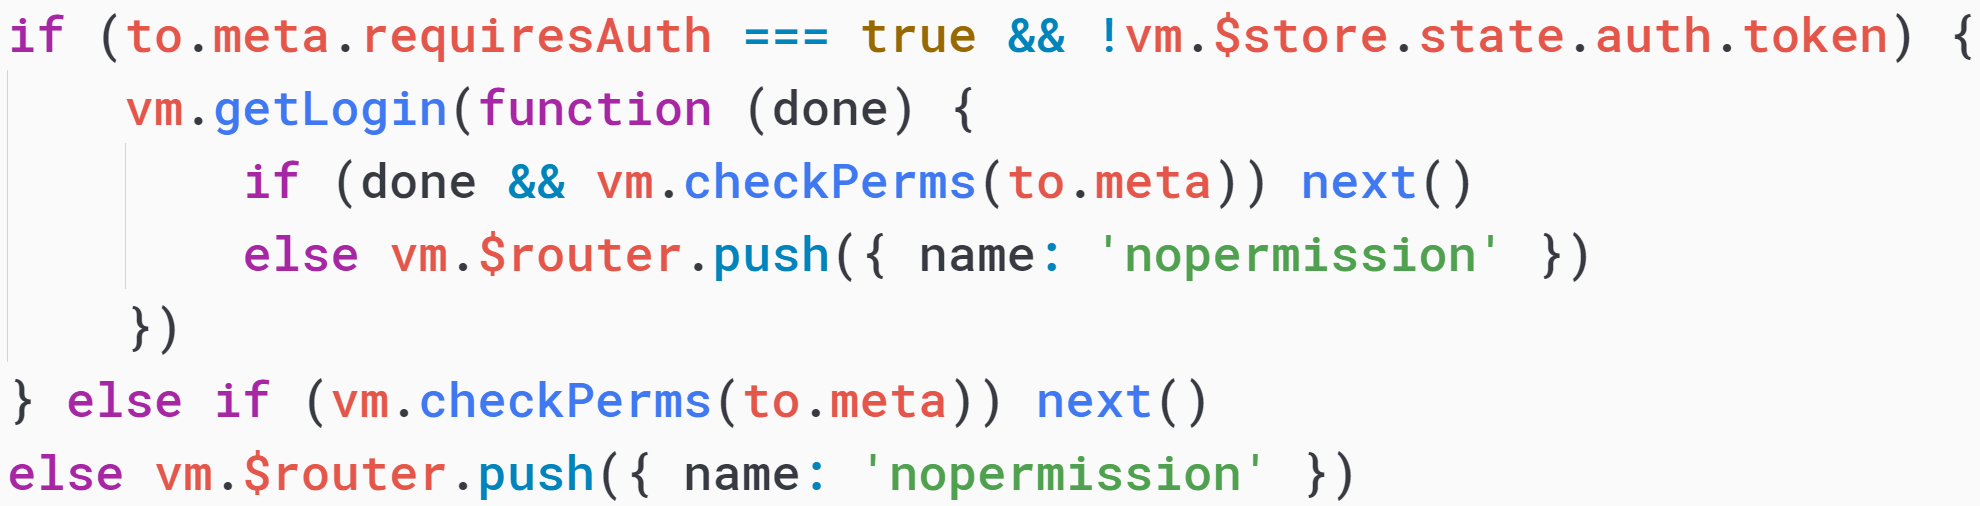 if (to.meta.requiresAuth === true && !vm.$store.state.auth.token) {
    vm.getLogin(function (done) {
        if (done && vm.checkPerms(to.meta)) next()
        else vm.$router.push({ name: 'nopermission' })
    })
} else if (vm.checkPerms(to.meta)) next()
else vm.$router.push({ name: 'nopermission' })